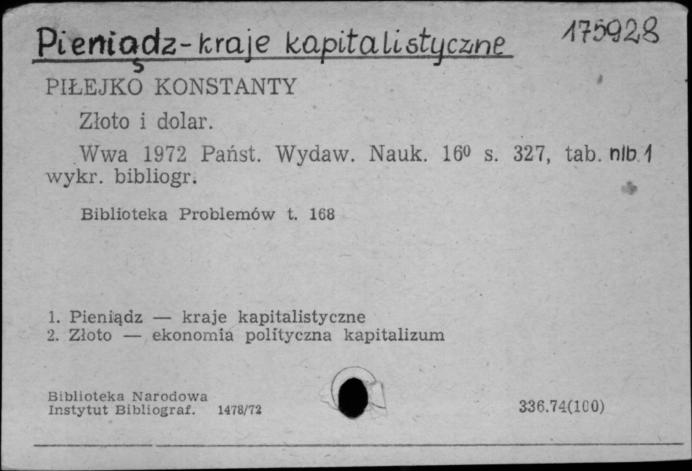 Pieniądz - kraje kapitalistyczne 175928
PIŁEJKO KONSTANTY
Złoto i dolar.
Wwa 1972 Państ. Wydaw. Nauk. 16⁰ s. 327, tab. nlb. 1
wykr. bibliogr.
Biblioteka Problemów t. 168
1. Pieniądz — kraje kapitalistyczne
2. Złoto — ekonomia polityczna kapitalizum
Biblioteka Narodowa
Instytut Bibliograf. 1478/72 336.74(100)